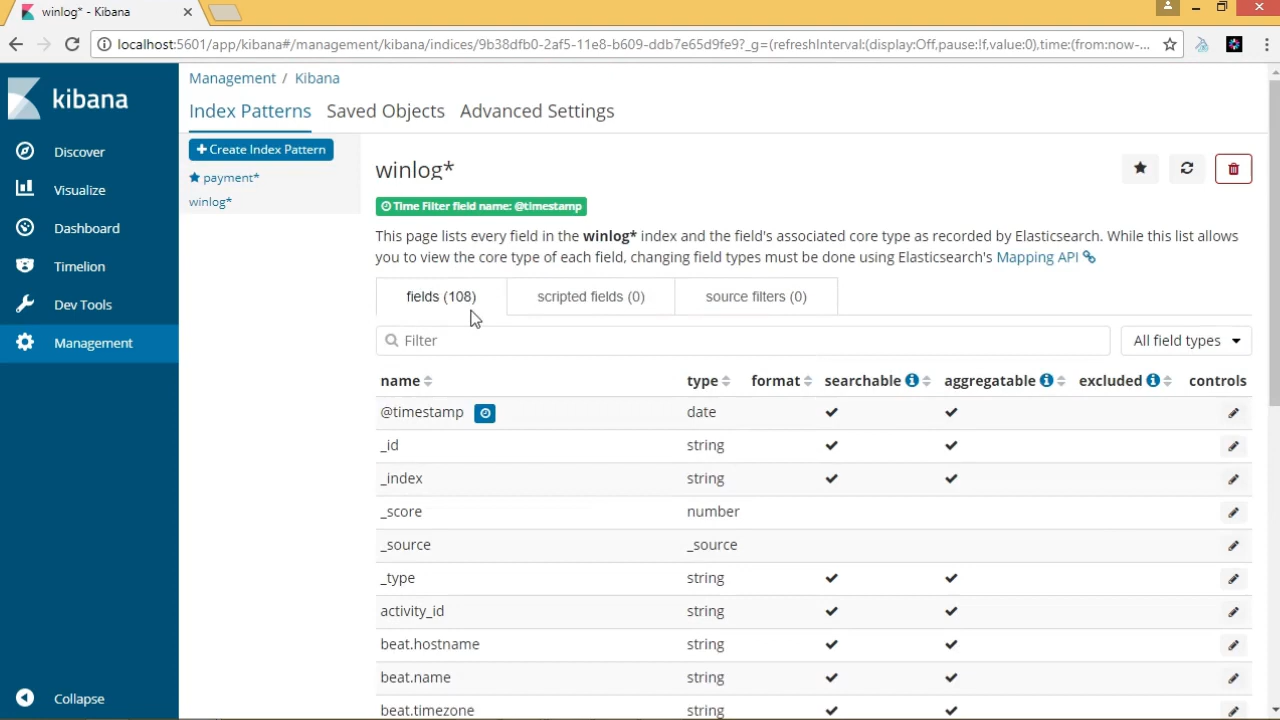 winlog* - Kibana
localhost:5601/app/kibana#/management/kibana/indices/9b38dfb0-2af5-11e8-b609-ddb7e65d9fe9?_g=(refreshInterval:(display:Off,pause:!f,value:0),time:(from:now-...
kibana
Discover
Visualize
Dashboard
Timelion
Dev Tools
Management
Collapse
Management / Kibana
Index Patterns Saved Objects Advanced Settings
Create Index Pattern
payment*
winlog*
winlog*
Time Filter field name: @timestamp
This page lists every field in the winlog* index and the field's associated core type as recorded by Elasticsearch. While this list allows
you to view the core type of each field, changing field types must be done using Elasticsearch's Mapping API
fields (108) scripted fields (0) source filters (0)
Filter All field types
name type format searchable aggregatable excluded controls
@timestamp date
_id string
_index string
_score number
_source _source
_type string
activity_id string
beat.hostname string
beat.name string
beat.timezone string